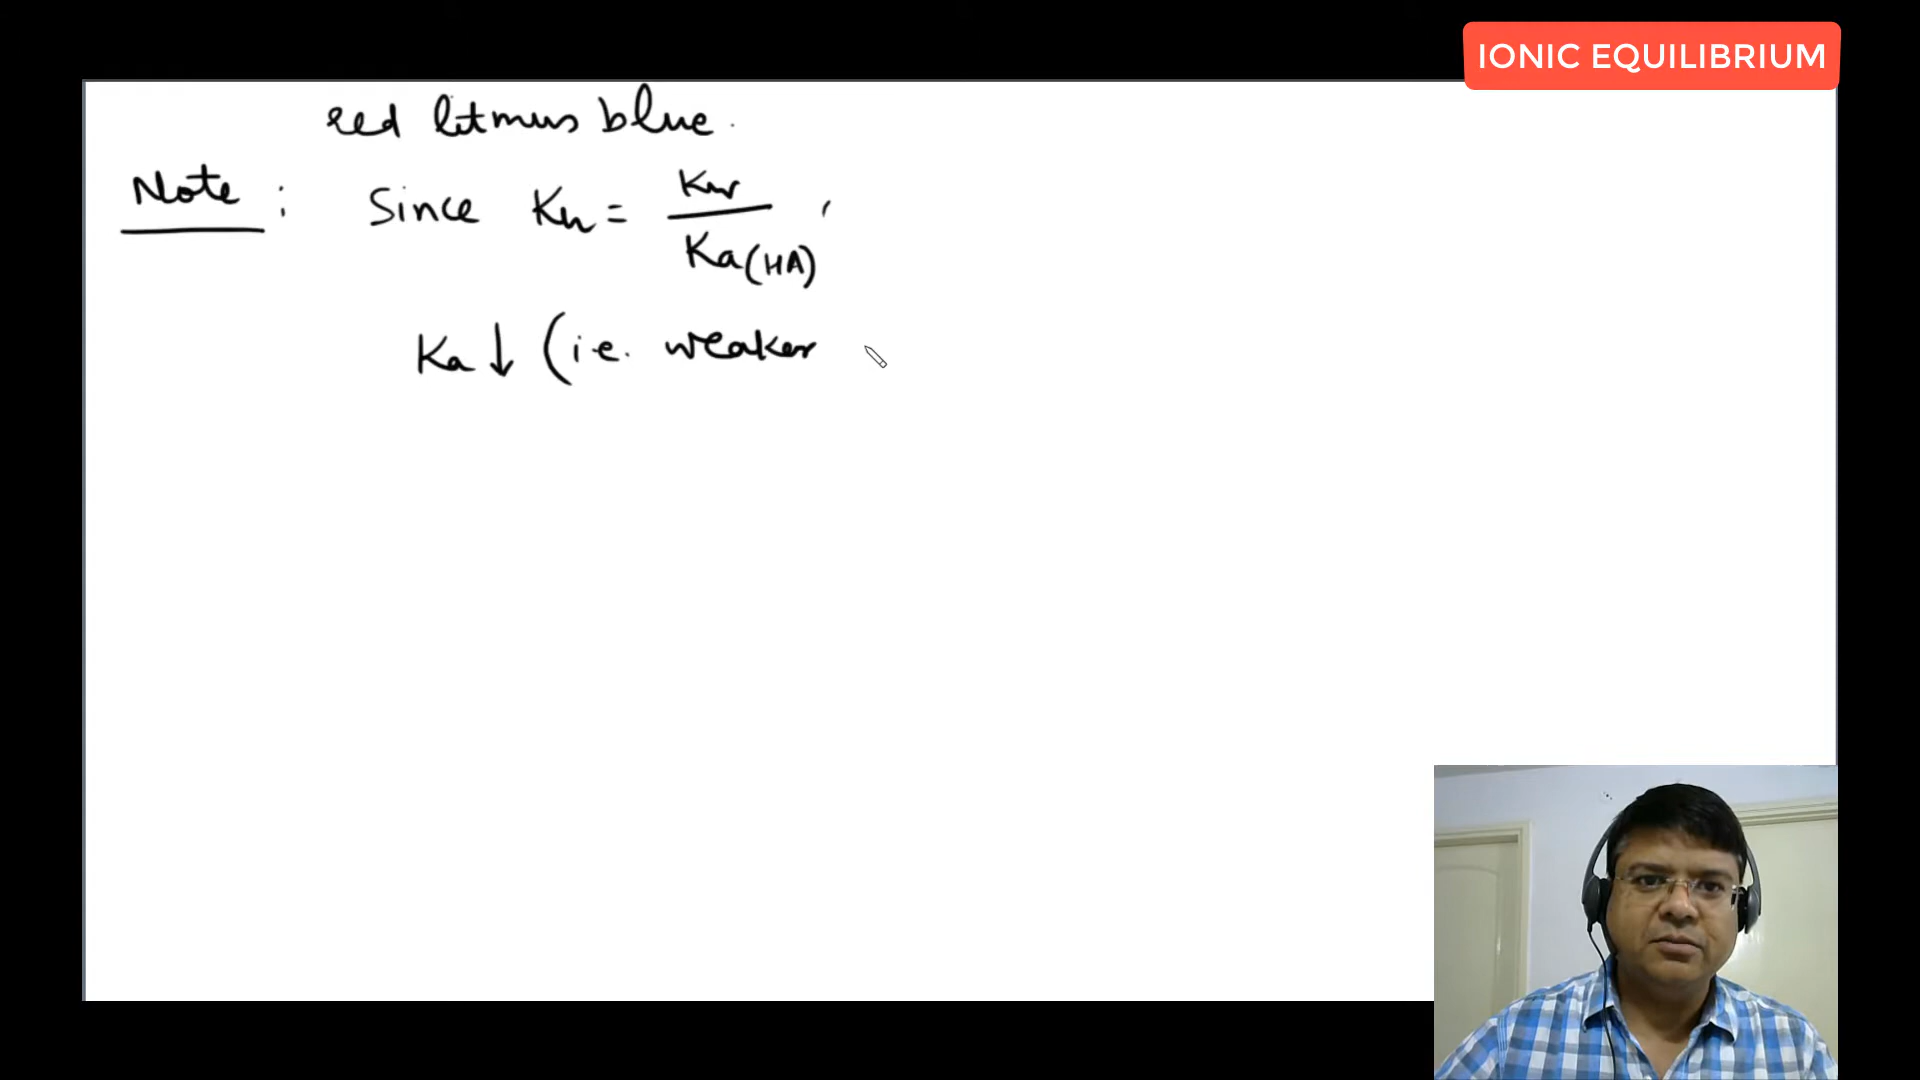 IONIC EQUILIBRIUM
red litmus blue.
Note : Since Kh = Kw / Ka(HA) ,
Ka ↓ (i.e. weaker